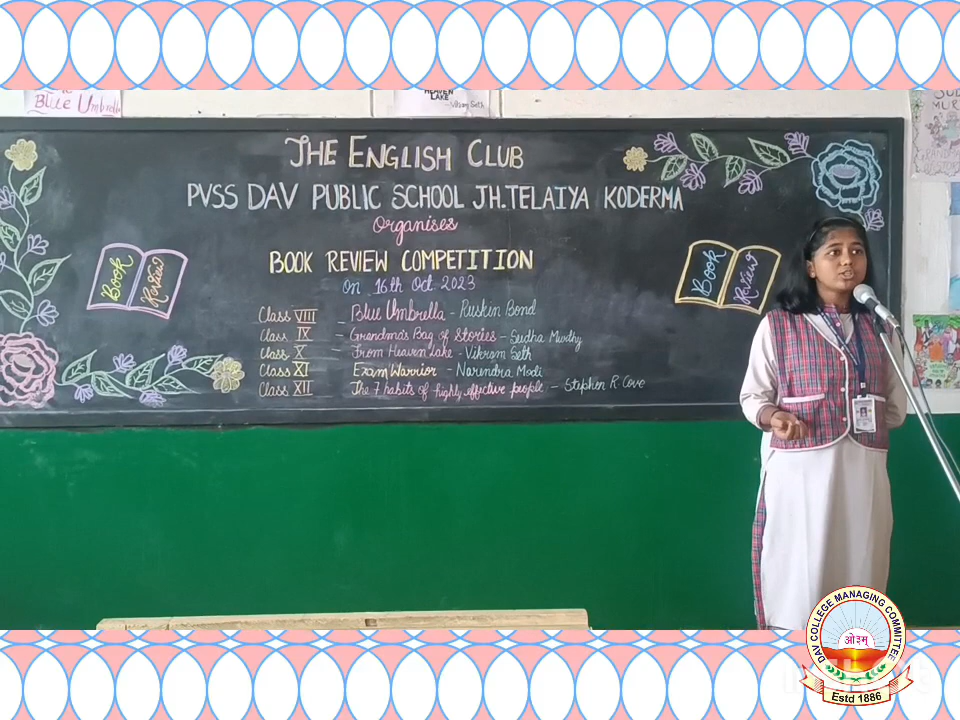 BLUE UMBRELLA
HEAVEN
LAKE
- Vikram Seth
THE ENGLISH CLUB
PVSS DAV PUBLIC SCHOOL JH.TELAIYA KODERMA
Organises
BOOK REVIEW COMPETITION
on 16th Oct. 2023
Book Review
Book Review
Class VIII - Blue Umbrella - Ruskin Bond
Class IX - Grandma's Bag of Stories - Sudha Murthy
Class X - From Heaven Lake - Vikram Seth
Class XI Exam Warrior - Narendra Modi
Class XII The 7 habits of highly effective people - Stephen R. Cove
DAV COLLEGE MANAGING COMMITTEE
ओ३म्
Estd 1886